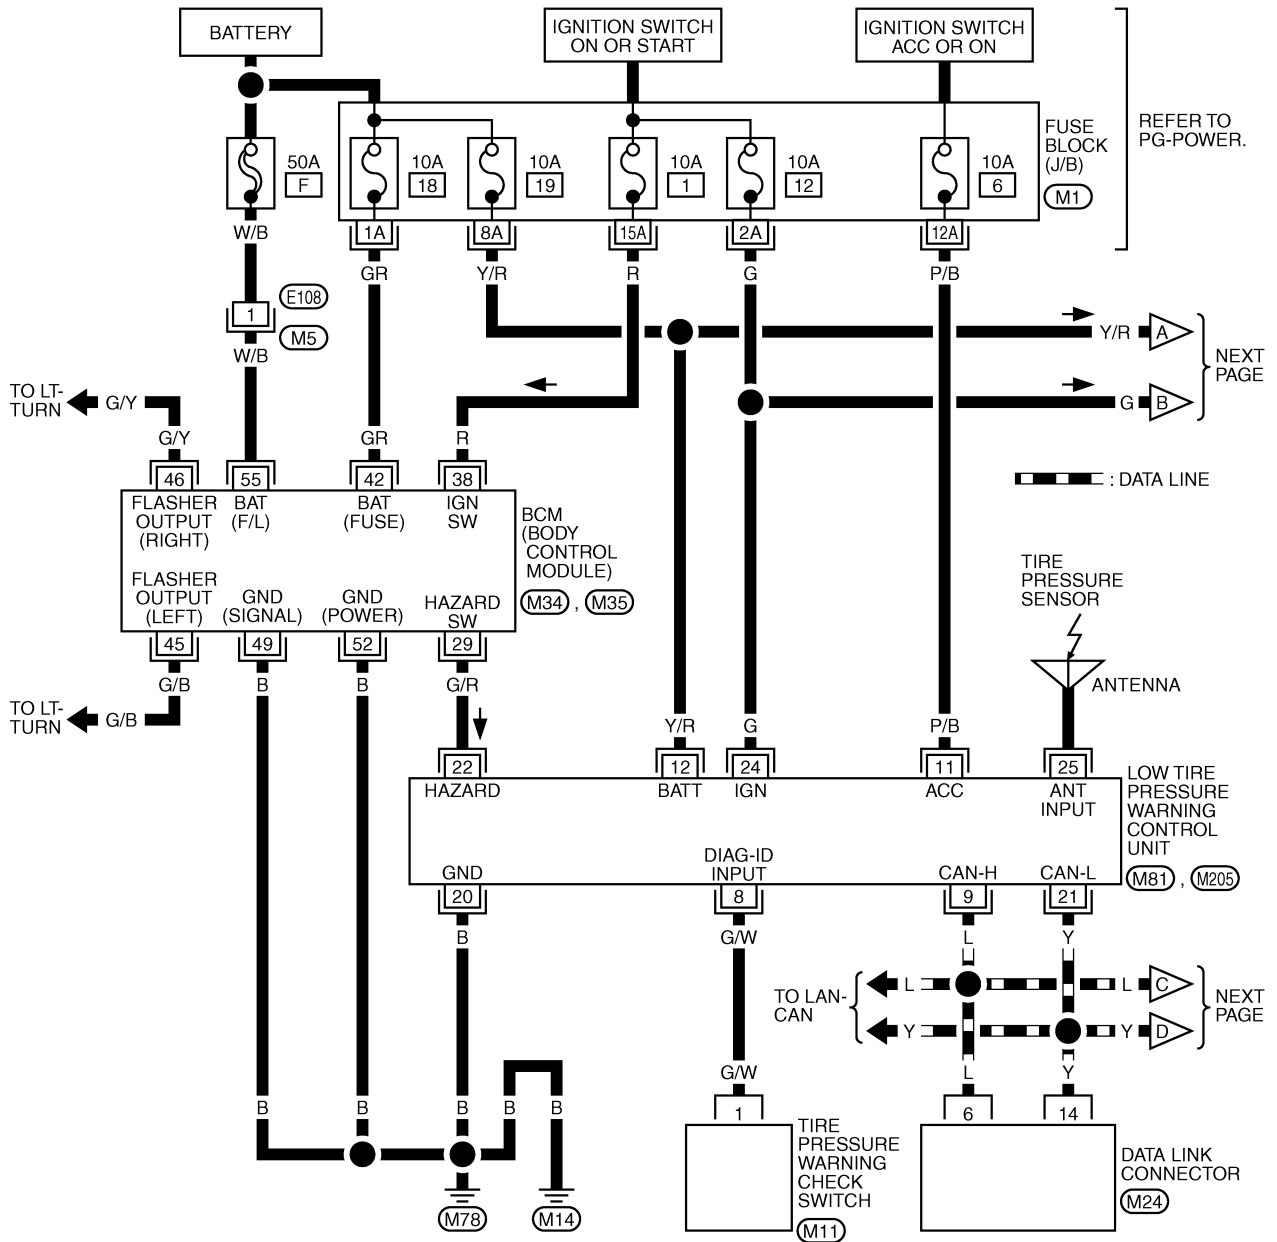 BATTERY
IGNITION SWITCH
ON OR START
IGNITION SWITCH
ACC OR ON
REFER TO
PG-POWER.
FUSE
BLOCK
(J/B)
M1
50A
F
10A
18
10A
19
10A
1
10A
12
10A
6
W/B
1A
8A
15A
2A
12A
GR
Y/R
R
G
P/B
1
E108
M5
W/B
Y/R
A
NEXT
PAGE
G
B
TO LT-
TURN
G/Y
G/Y
GR
R
46
55
42
38
: DATA LINE
FLASHER
OUTPUT
(RIGHT)
BAT
(F/L)
BAT
(FUSE)
IGN
SW
BCM
(BODY
CONTROL
MODULE)
M34 , M35
FLASHER
OUTPUT
(LEFT)
GND
(SIGNAL)
GND
(POWER)
HAZARD
SW
45
49
52
29
TIRE
PRESSURE
SENSOR
ANTENNA
G/B
B
B
G/R
TO LT-
TURN
G/B
Y/R
G
P/B
22
12
24
11
25
HAZARD
BATT
IGN
ACC
ANT
INPUT
LOW TIRE
PRESSURE
WARNING
CONTROL
UNIT
M81 , M205
GND
DIAG-ID
INPUT
CAN-H
CAN-L
20
8
9
21
B
G/W
L
Y
TO LAN-
CAN
L
L
C
Y
Y
D
NEXT
PAGE
G/W
L
Y
B
B
B
B
B
1
6
14
TIRE
PRESSURE
WARNING
CHECK
SWITCH
M11
DATA LINK
CONNECTOR
M24
M78
M14